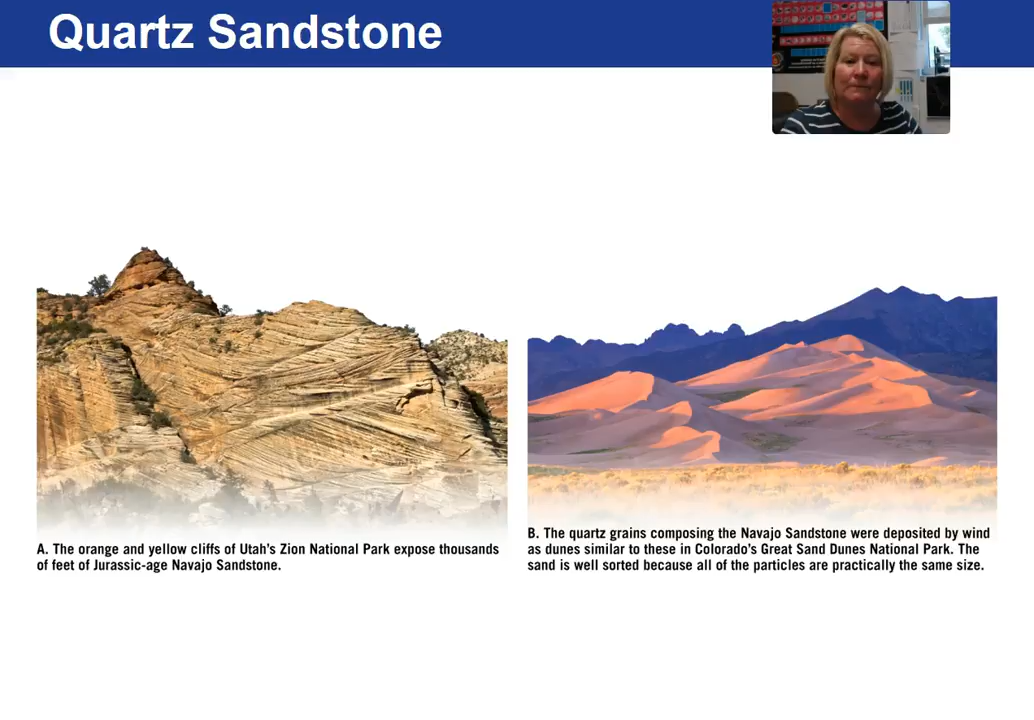 Quartz Sandstone
A. The orange and yellow cliffs of Utah's Zion National Park expose thousands
of feet of Jurassic-age Navajo Sandstone.
B. The quartz grains composing the Navajo Sandstone were deposited by wind
as dunes similar to these in Colorado's Great Sand Dunes National Park. The
sand is well sorted because all of the particles are practically the same size.